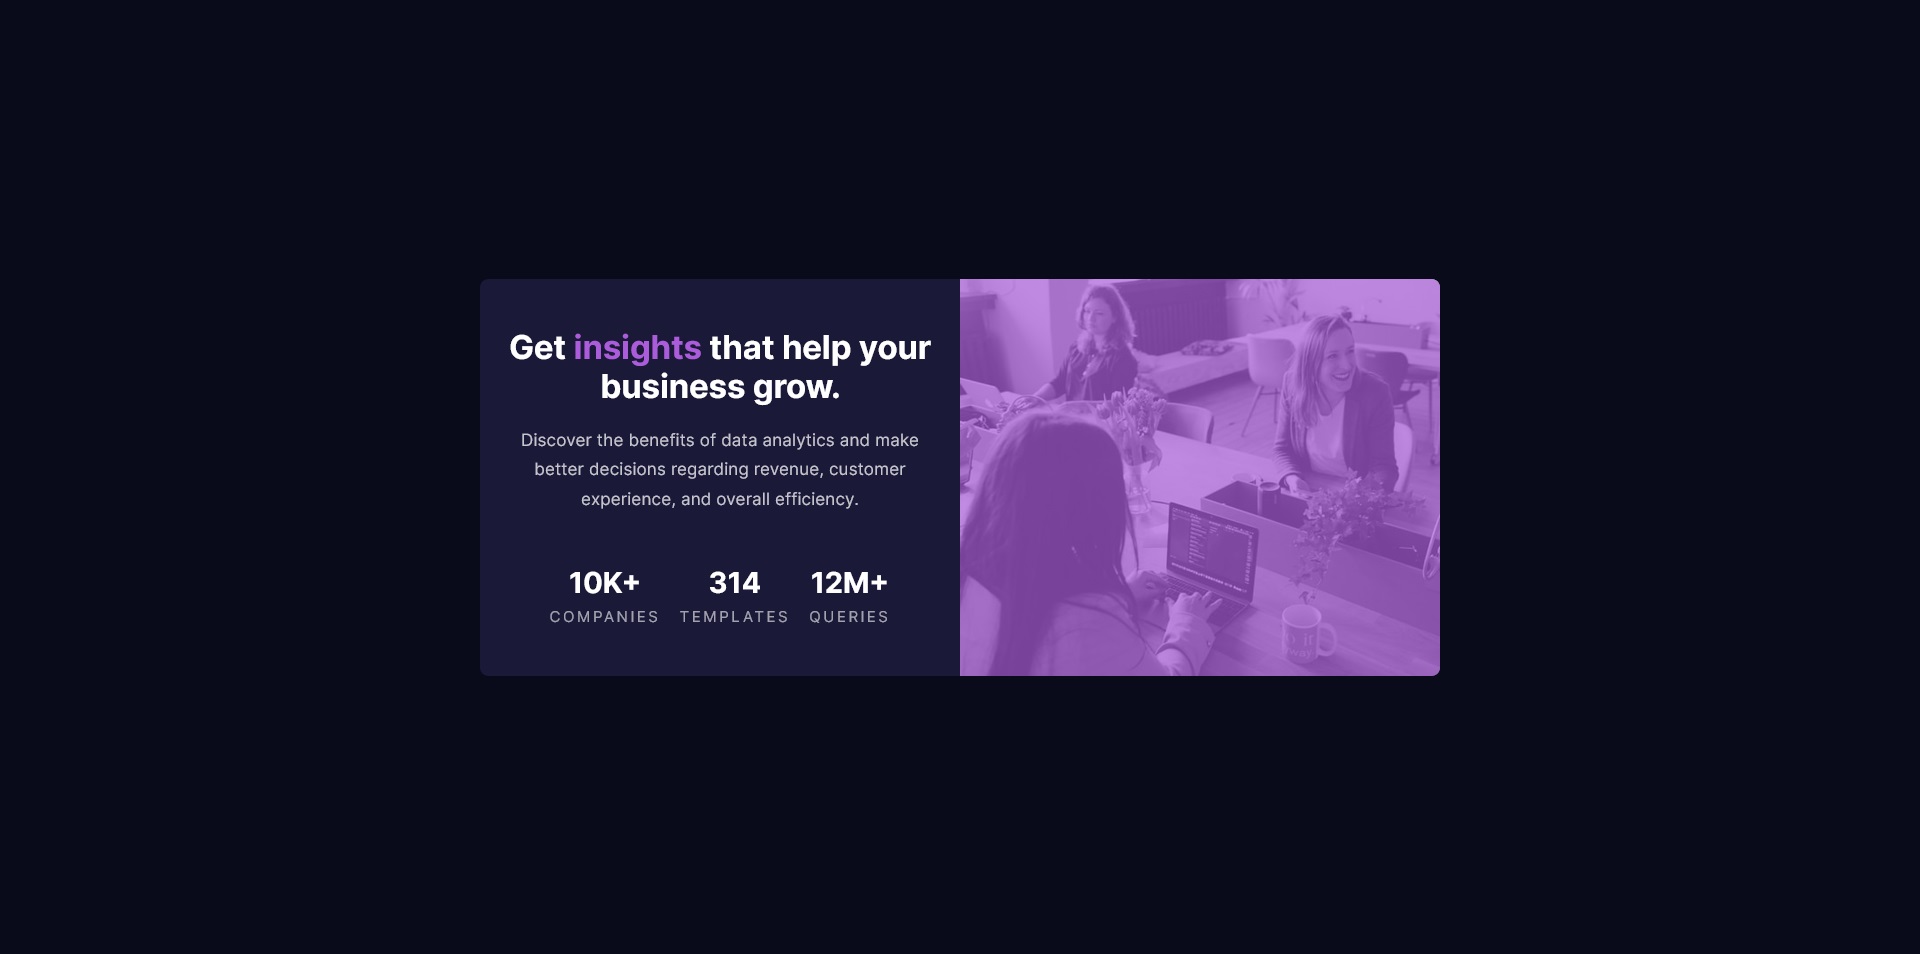 Get insights that help your
business grow.
Discover the benefits of data analytics and make
better decisions regarding revenue, customer
experience, and overall efficiency.
10K+ 314 12M+
COMPANIES TEMPLATES QUERIES